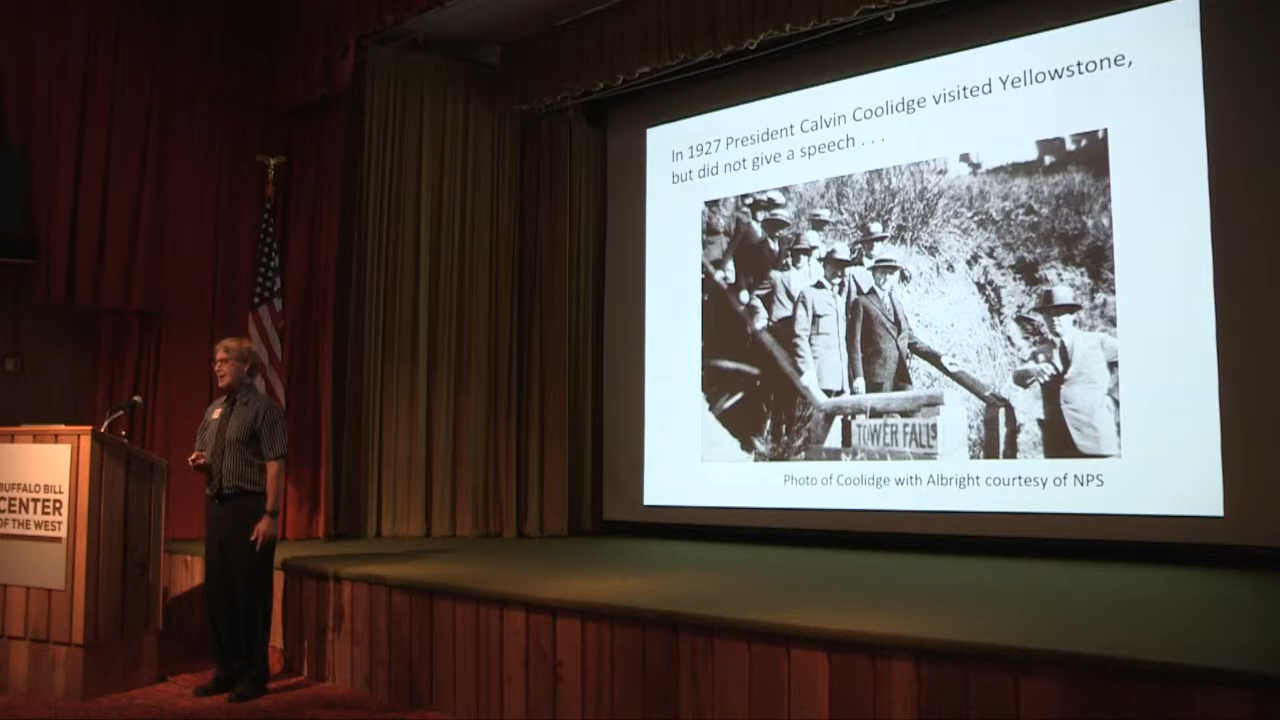 In 1927 President Calvin Coolidge visited Yellowstone,
but did not give a speech . . .
TOWER FALLS
Photo of Coolidge with Albright courtesy of NPS
BUFFALO BILL
CENTER
OF THE WEST